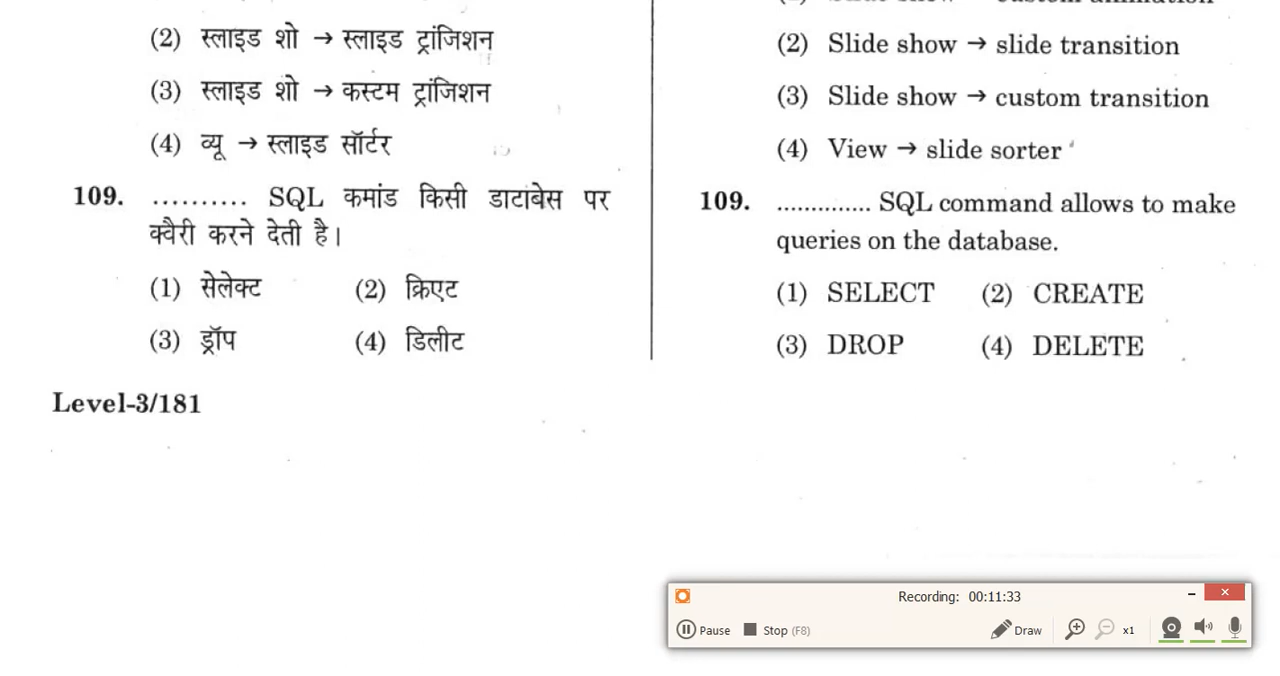 (2) स्लाइड शो → स्लाइड ट्रांजिशन
(3) स्लाइड शो → कस्टम ट्रांजिशन
(4) व्यू → स्लाइड सॉर्टर
109. .......... SQL कमांड किसी डाटाबेस पर
क्वैरी करने देती है।
(1) सेलेक्ट (2) क्रिएट
(3) ड्रॉप (4) डिलीट
Level-3/181
(2) Slide show → slide transition
(3) Slide show → custom transition
(4) View → slide sorter
109. .............. SQL command allows to make
queries on the database.
(1) SELECT (2) CREATE
(3) DROP (4) DELETE
Recording: 00:11:33
Pause Stop (F8) Draw x1